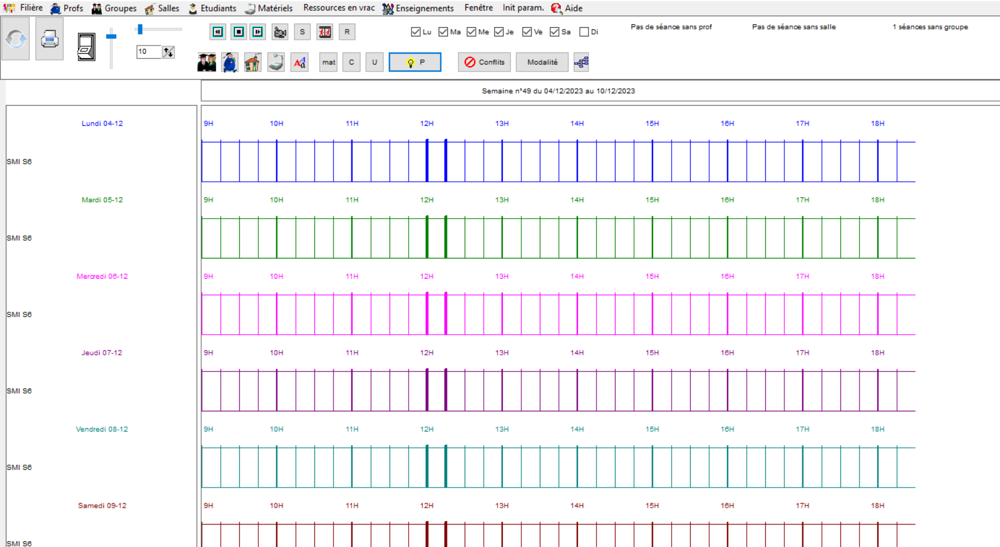 Filière Profs Groupes Salles Etudiants Matériels Ressources en vrac Enseignements Fenêtre Init param. Aide
S R Lu Ma Me Je Ve Sa Di Pas de séance sans prof Pas de séance sans salle 1 séances sans groupe
10 mat C U P Conflits Modalité
Semaine n°49 du 04/12/2023 au 10/12/2023
Lundi 04-12 9H 10H 11H 12H 13H 14H 15H 16H 17H 18H
SMI S6
Mardi 05-12 9H 10H 11H 12H 13H 14H 15H 16H 17H 18H
SMI S6
Mercredi 06-12 9H 10H 11H 12H 13H 14H 15H 16H 17H 18H
SMI S6
Jeudi 07-12 9H 10H 11H 12H 13H 14H 15H 16H 17H 18H
SMI S6
Vendredi 08-12 9H 10H 11H 12H 13H 14H 15H 16H 17H 18H
SMI S6
Samedi 09-12 9H 10H 11H 12H 13H 14H 15H 16H 17H 18H
SMI S6